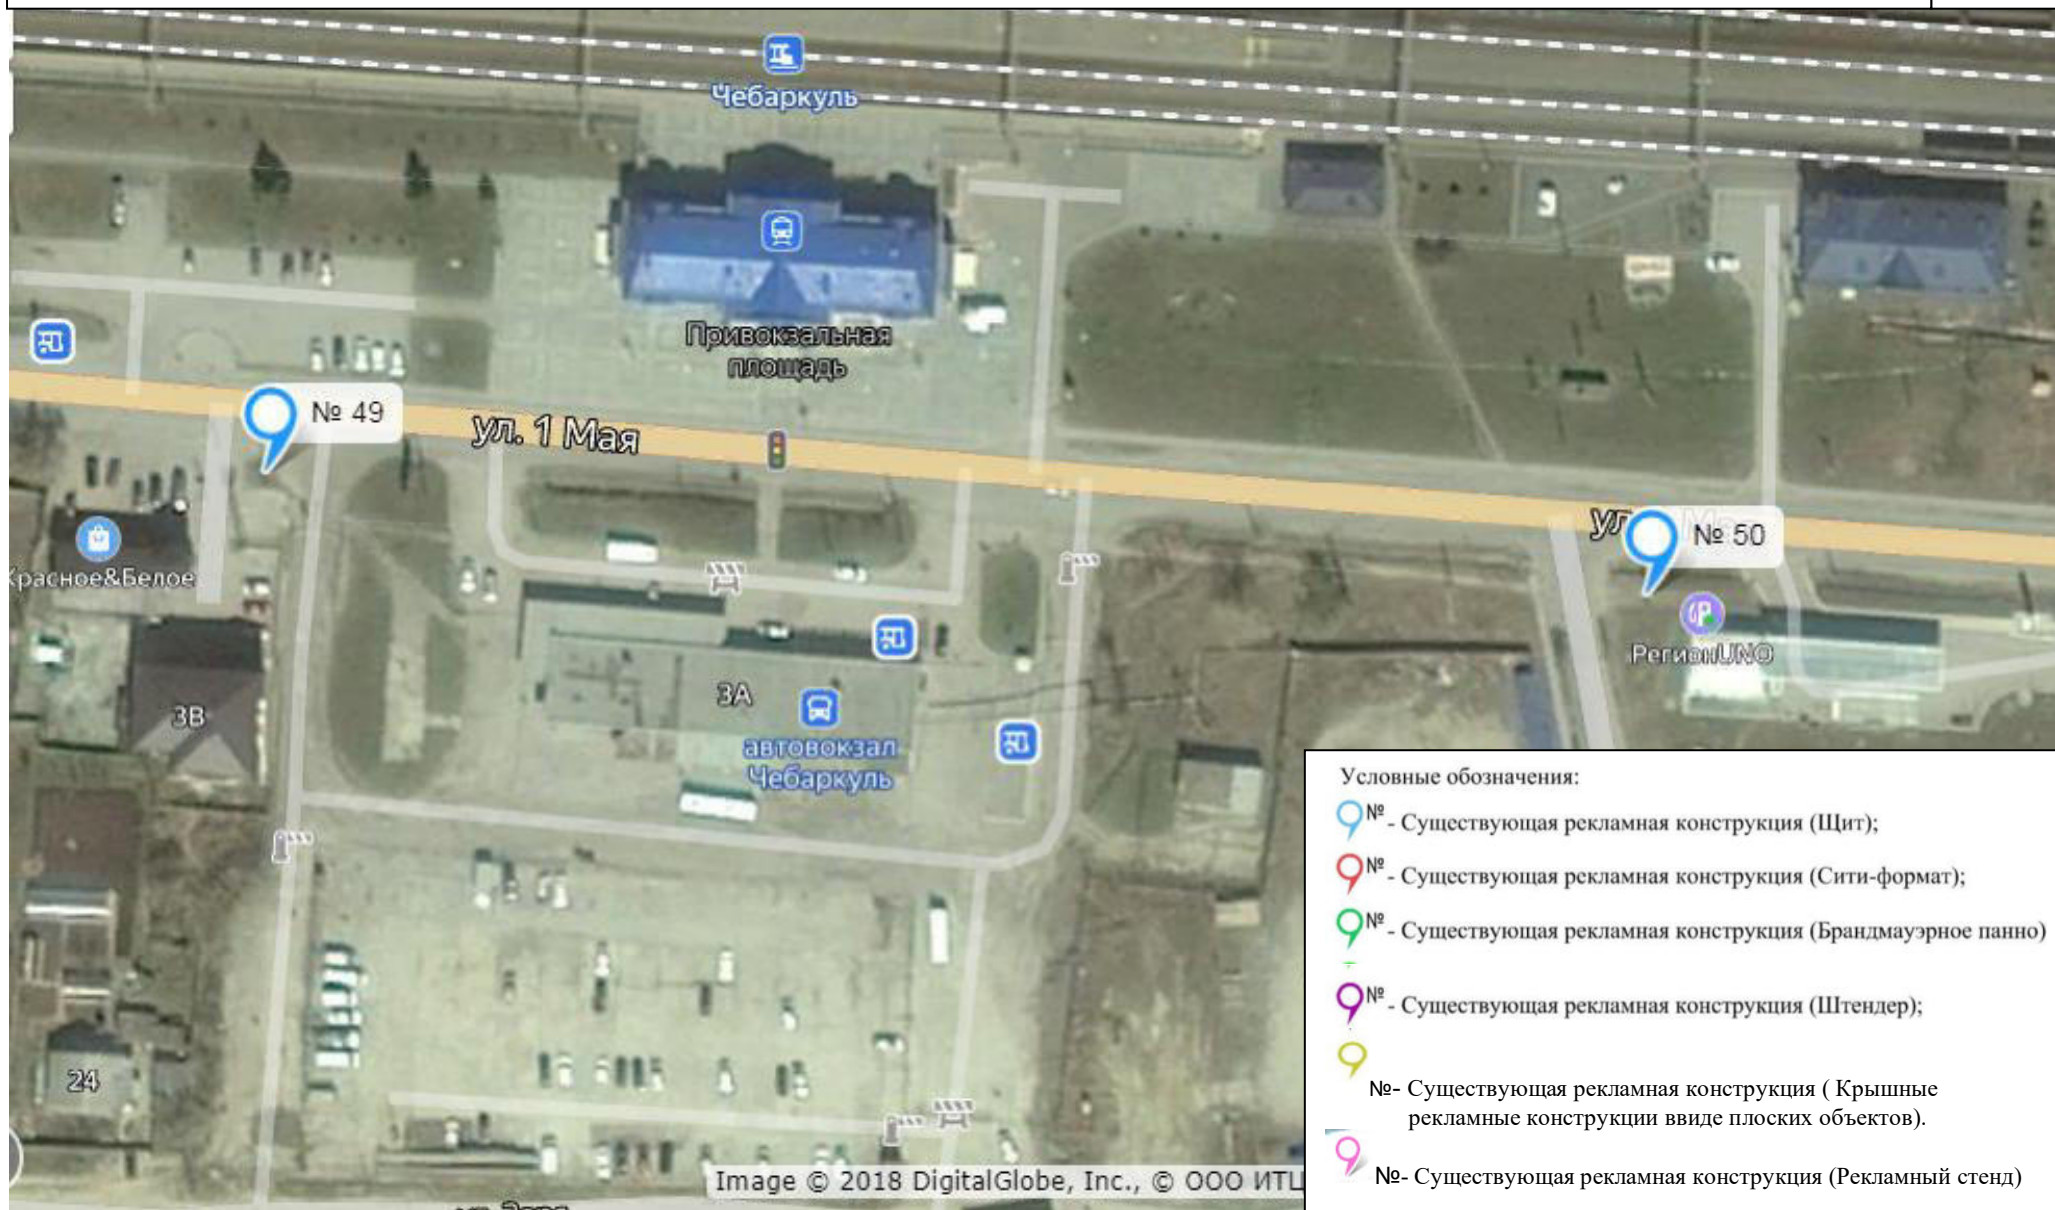 Чебаркуль
Привокзальная
площадь
№ 49
ул. 1 Мая
№ 50
Красное&Белое
РегионUNO
3А
3В
автовокзал
Чебаркуль
24
Условные обозначения:
№ - Существующая рекламная конструкция (Щит);
№ - Существующая рекламная конструкция (Сити-формат);
№ - Существующая рекламная конструкция (Брандмауэрное панно)
№ - Существующая рекламная конструкция (Штендер);
№- Существующая рекламная конструкция ( Крышные
рекламные конструкции ввиде плоских объектов).
№- Существующая рекламная конструкция (Рекламный стенд)
Image © 2018 DigitalGlobe, Inc., © ООО ИТЦ